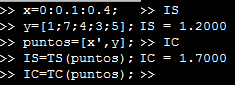 >> x=0:0.1:0.4;
>> y=[1;7;4;3;5];
>> puntos=[x',y];
>> IS=TS(puntos);
>> IC=TC(puntos);
>> IS
IS = 1.2000
>> IC
IC = 1.7000
>>